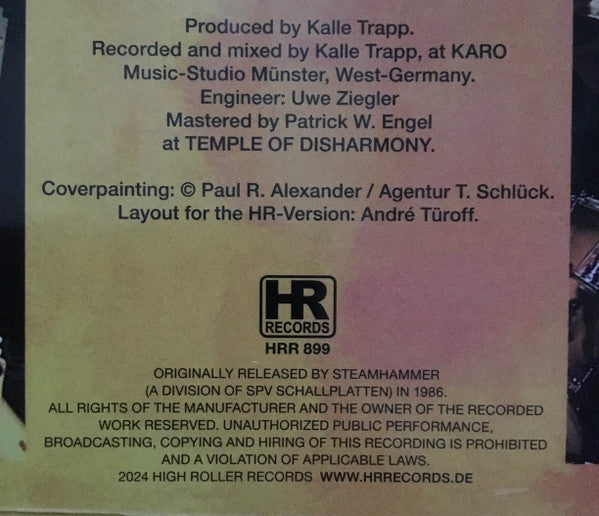 Produced by Kalle Trapp.
Recorded and mixed by Kalle Trapp, at KARO
Music-Studio Münster, West-Germany.
Engineer: Uwe Ziegler
Mastered by Patrick W. Engel
at TEMPLE OF DISHARMONY.
Coverpainting: © Paul R. Alexander / Agentur T. Schlück.
Layout for the HR-Version: André Türoff.
HR
RECORDS
HRR 899
ORIGINALLY RELEASED BY STEAMHAMMER
(A DIVISION OF SPV SCHALLPLATTEN) IN 1986.
ALL RIGHTS OF THE MANUFACTURER AND THE OWNER OF THE RECORDED
WORK RESERVED. UNAUTHORIZED PUBLIC PERFORMANCE,
BROADCASTING, COPYING AND HIRING OF THIS RECORDING IS PROHIBITED
AND A VIOLATION OF APPLICABLE LAWS.
2024 HIGH ROLLER RECORDS WWW.HRRECORDS.DE